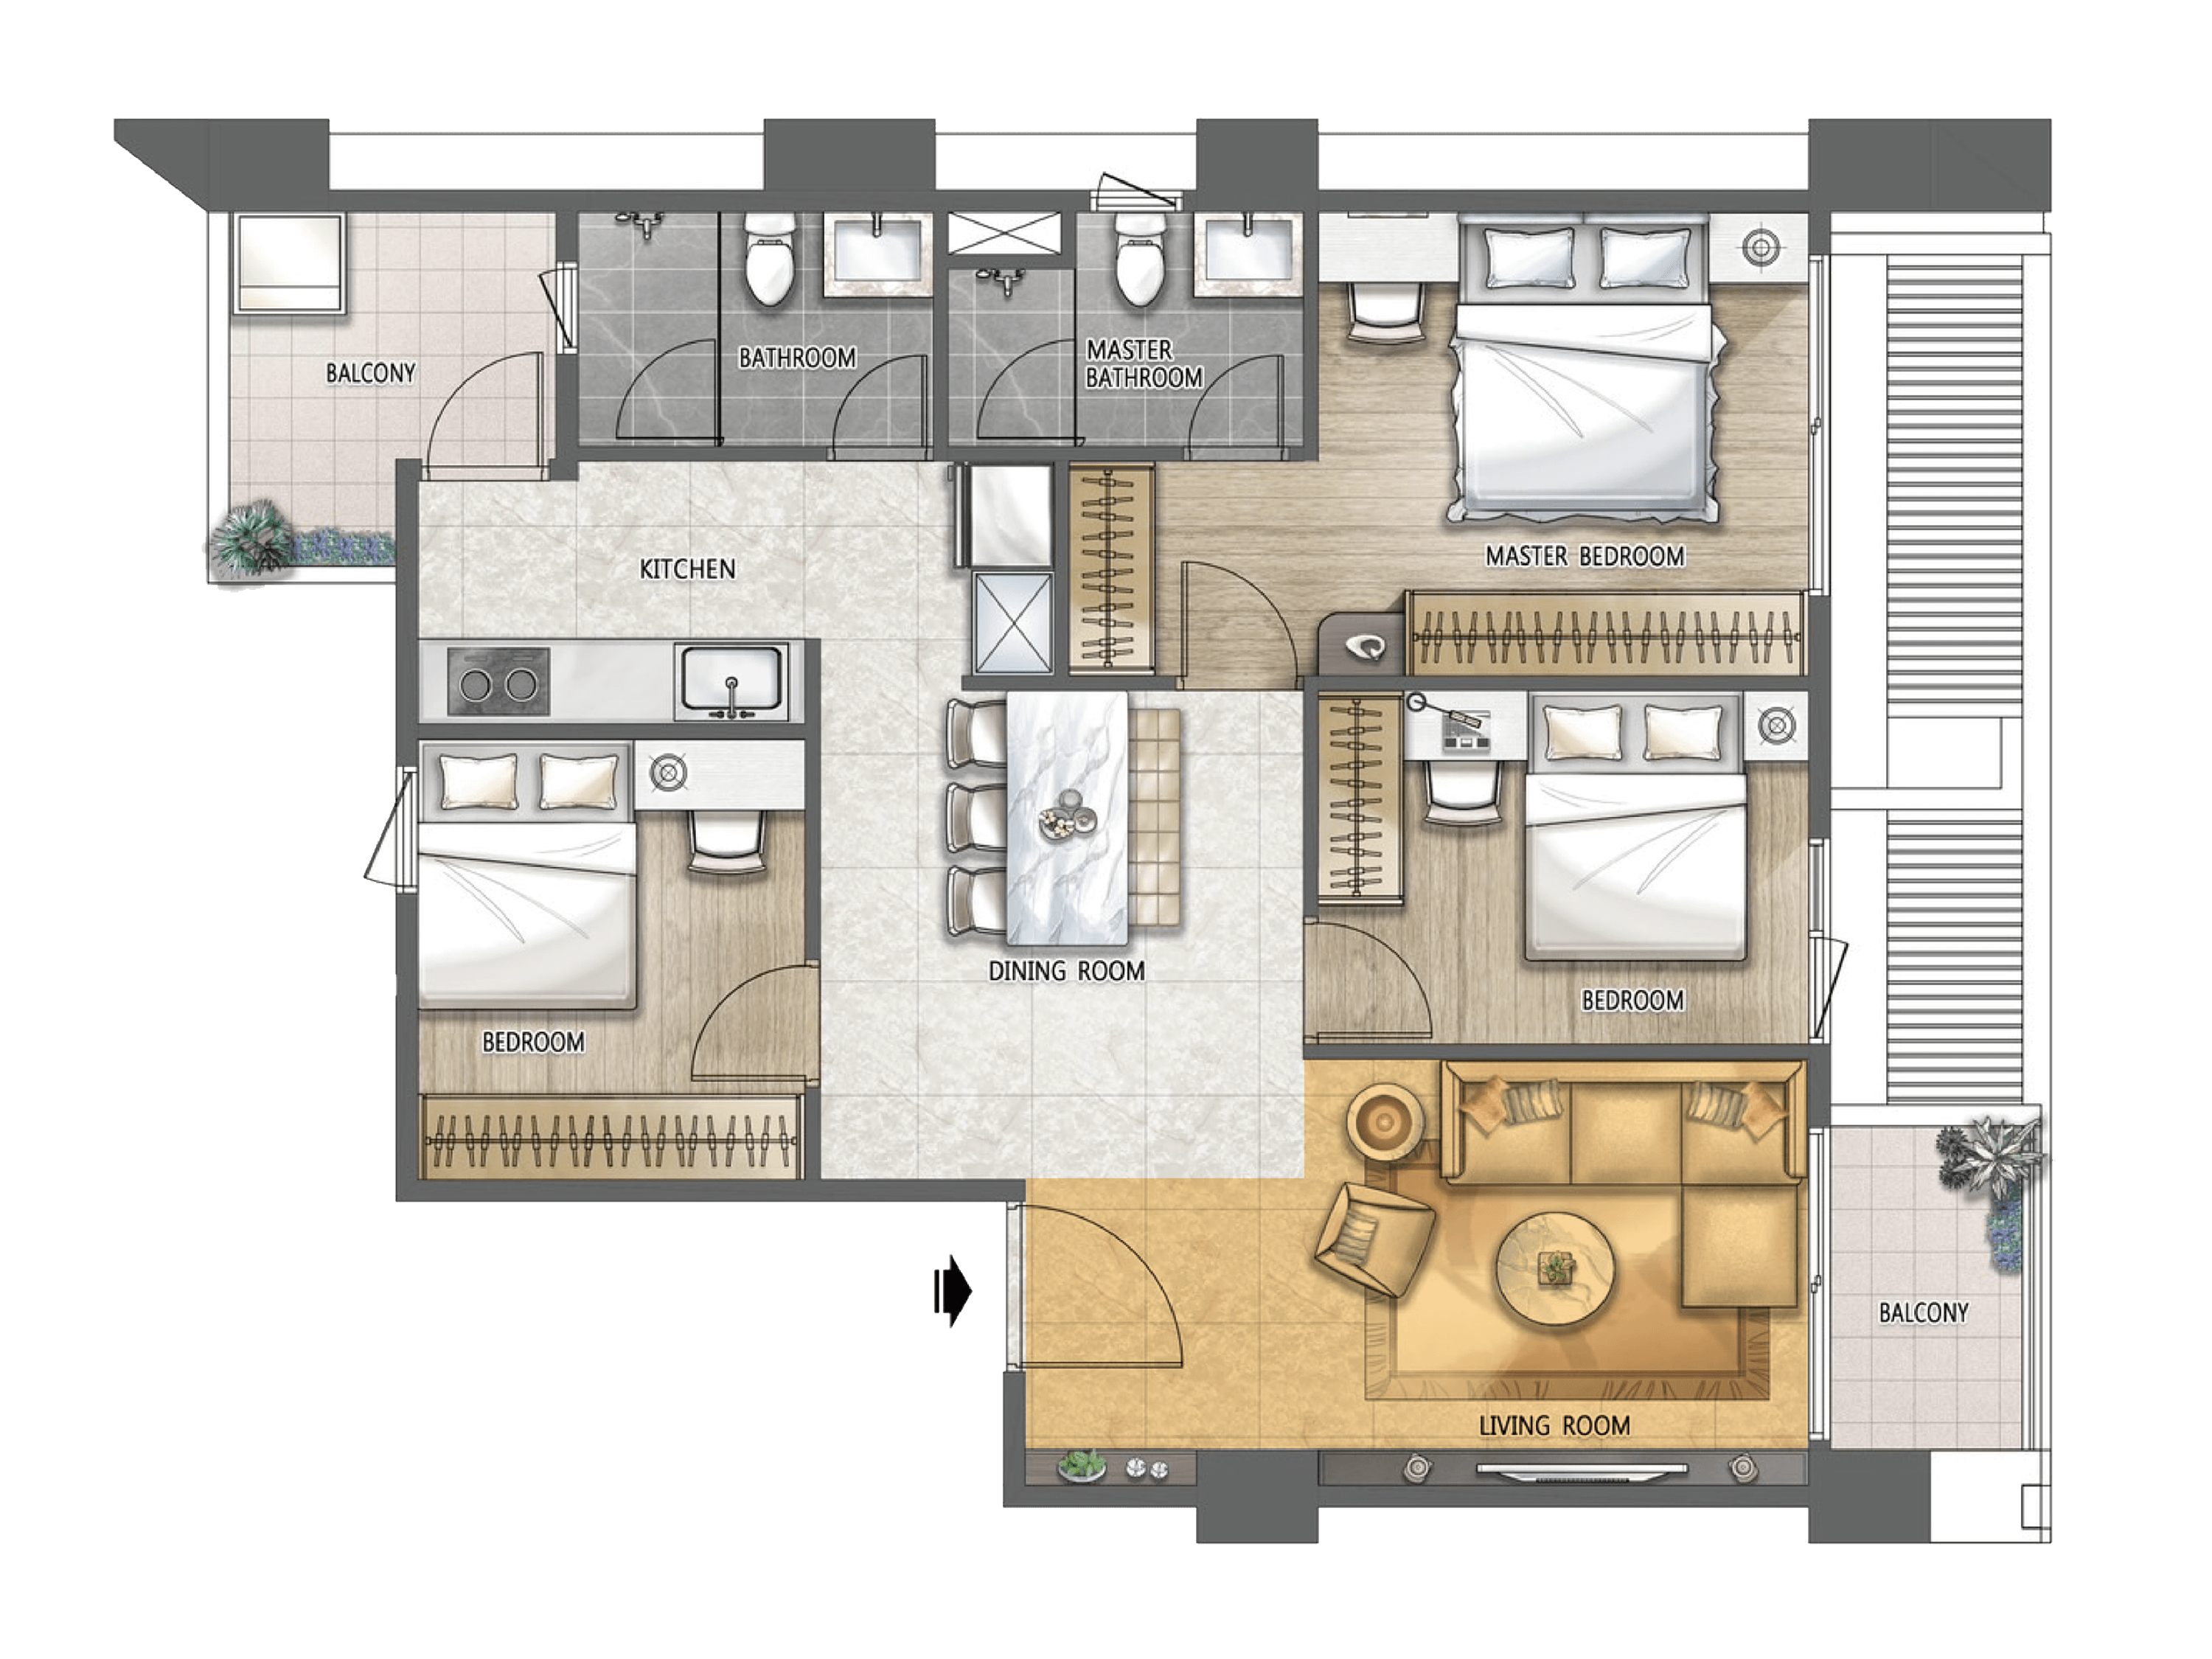 BALCONY
BATHROOM
MASTER
BATHROOM
KITCHEN
MASTER BEDROOM
DINING ROOM
BEDROOM
BEDROOM
BALCONY
LIVING ROOM